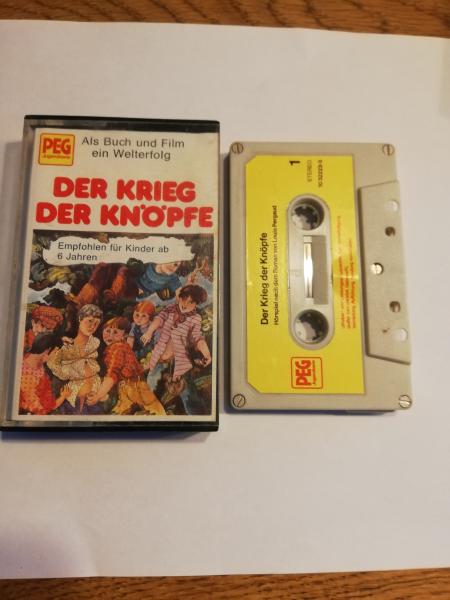 PEG
Jugendserie
Als Buch und Film
ein Welterfolg
DER KRIEG
DER KNÖPFE
Empfohlen für Kinder ab
6 Jahren
1
STEREO
Der Krieg der Knöpfe
Hörspiel nach dem Roman von Louis Pergaud
PEG